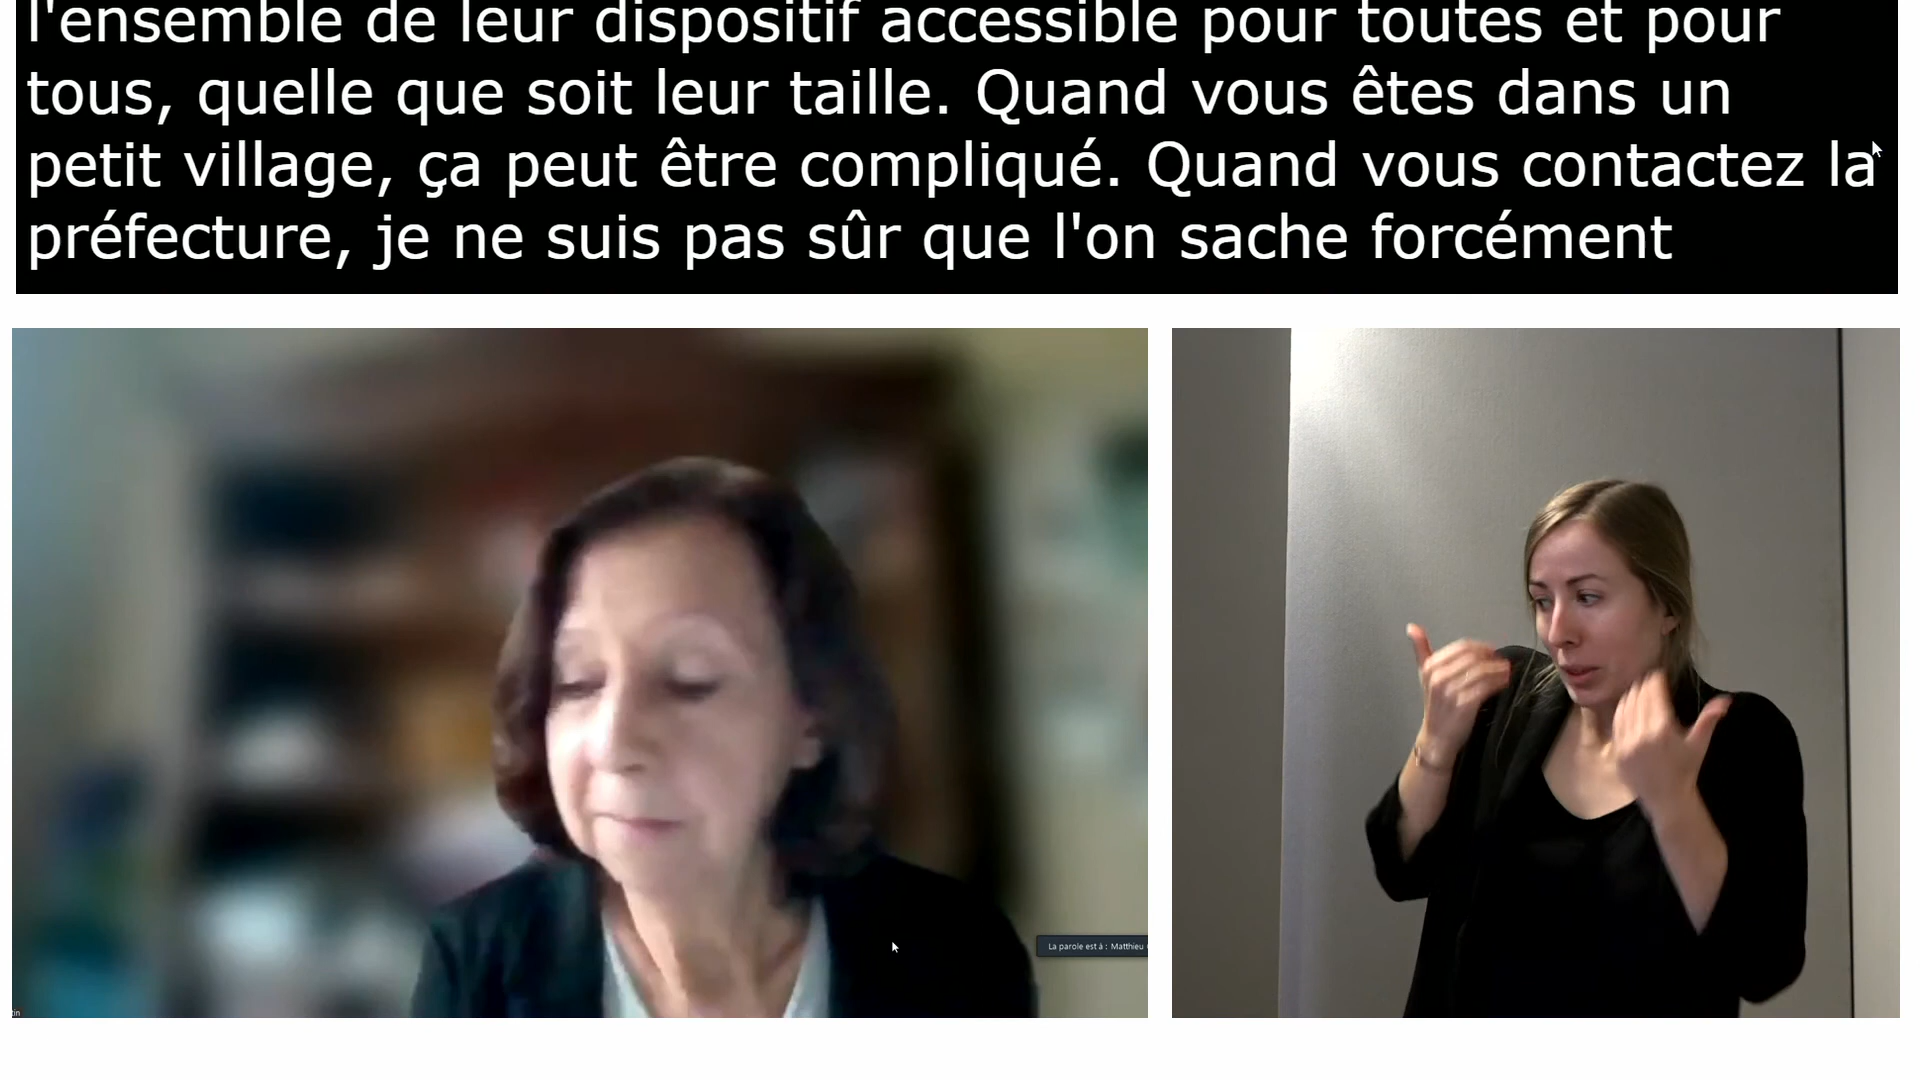 l'ensemble de leur dispositif accessible pour toutes et pour
tous, quelle que soit leur taille. Quand vous êtes dans un
petit village, ça peut être compliqué. Quand vous contactez la
préfecture, je ne suis pas sûr que l'on sache forcément
La parole est à : Matthieu
tin